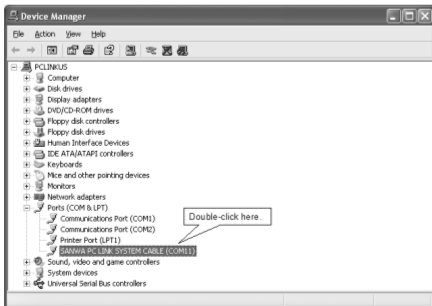 Device Manager
File Action View Help
PCLINKUS
Computer
Disk drives
Display adapters
DVD/CD-ROM drives
Floppy disk controllers
Floppy disk drives
Human Interface Devices
IDE ATA/ATAPI controllers
Keyboards
Mice and other pointing devices
Monitors
Network adapters
Ports (COM & LPT)
Communications Port (COM1)
Double-click here.
Communications Port (COM2)
Printer Port (LPT1)
SANWA PC LINK SYSTEM CABLE (COM11)
Sound, video and game controllers
System devices
Universal Serial Bus controllers